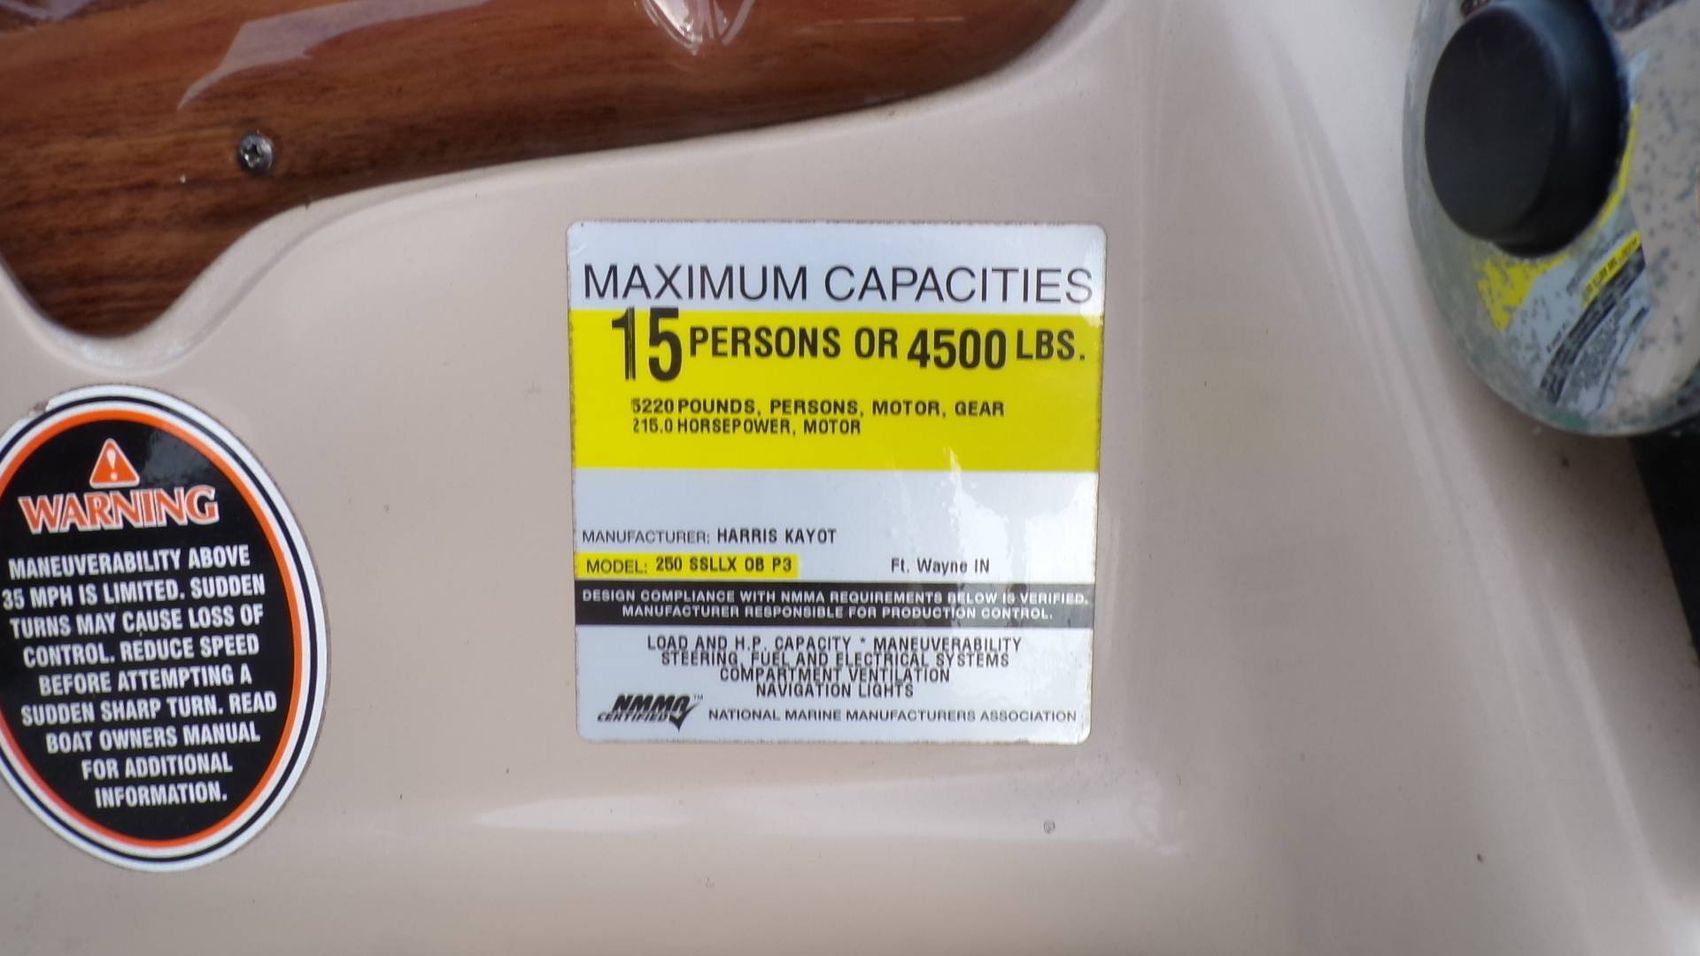 MAXIMUM CAPACITIES
15 PERSONS OR 4500 LBS.
5220 POUNDS, PERSONS, MOTOR, GEAR
215.0 HORSEPOWER, MOTOR
MANUFACTURER: HARRIS KAYOT
MODEL: 250 SSLLX OB P3 Ft. Wayne IN
DESIGN COMPLIANCE WITH NMMA REQUIREMENTS BELOW IS VERIFIED.
MANUFACTURER RESPONSIBLE FOR PRODUCTION CONTROL.
LOAD AND H.P. CAPACITY * MANEUVERABILITY
STEERING, FUEL AND ELECTRICAL SYSTEMS
COMPARTMENT VENTILATION
NAVIGATION LIGHTS
NMMA™
CERTIFIED
NATIONAL MARINE MANUFACTURERS ASSOCIATION
WARNING
MANEUVERABILITY ABOVE
35 MPH IS LIMITED. SUDDEN
TURNS MAY CAUSE LOSS OF
CONTROL. REDUCE SPEED
BEFORE ATTEMPTING A
SUDDEN SHARP TURN. READ
BOAT OWNERS MANUAL
FOR ADDITIONAL
INFORMATION.